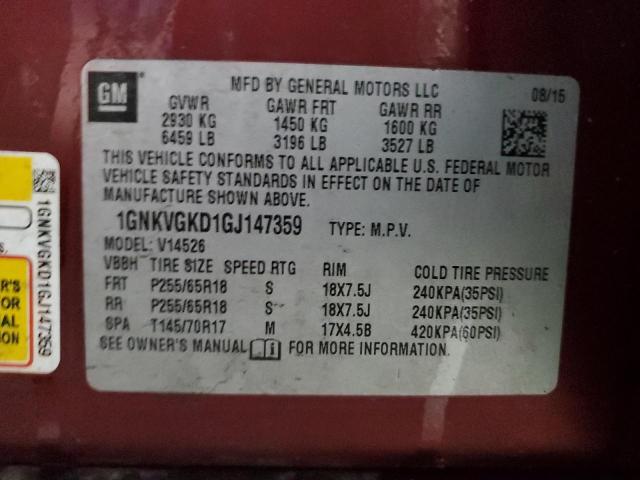 GM
MFD BY GENERAL MOTORS LLC
08/15
GVWR GAWR FRT GAWR RR
2930 KG 1450 KG 1600 KG
6459 LB 3196 LB 3527 LB
THIS VEHICLE CONFORMS TO ALL APPLICABLE U.S. FEDERAL MOTOR
VEHICLE SAFETY STANDARDS IN EFFECT ON THE DATE OF
MANUFACTURE SHOWN ABOVE.
1GNKVGKD1GJ147359 TYPE: M.P.V.
MODEL: V14526
VBBH TIRE SIZE SPEED RTG RIM COLD TIRE PRESSURE
FRT P255/65R18 S 18X7.5J 240KPA(35PSI)
RR P255/65R18 S 18X7.5J 240KPA(35PSI)
SPA T145/70R17 M 17X4.5B 420KPA(60PSI)
SEE OWNER'S MANUAL FOR MORE INFORMATION.
1GNKVGKD1GJ147359
S.
R'S
OR
AL
ON